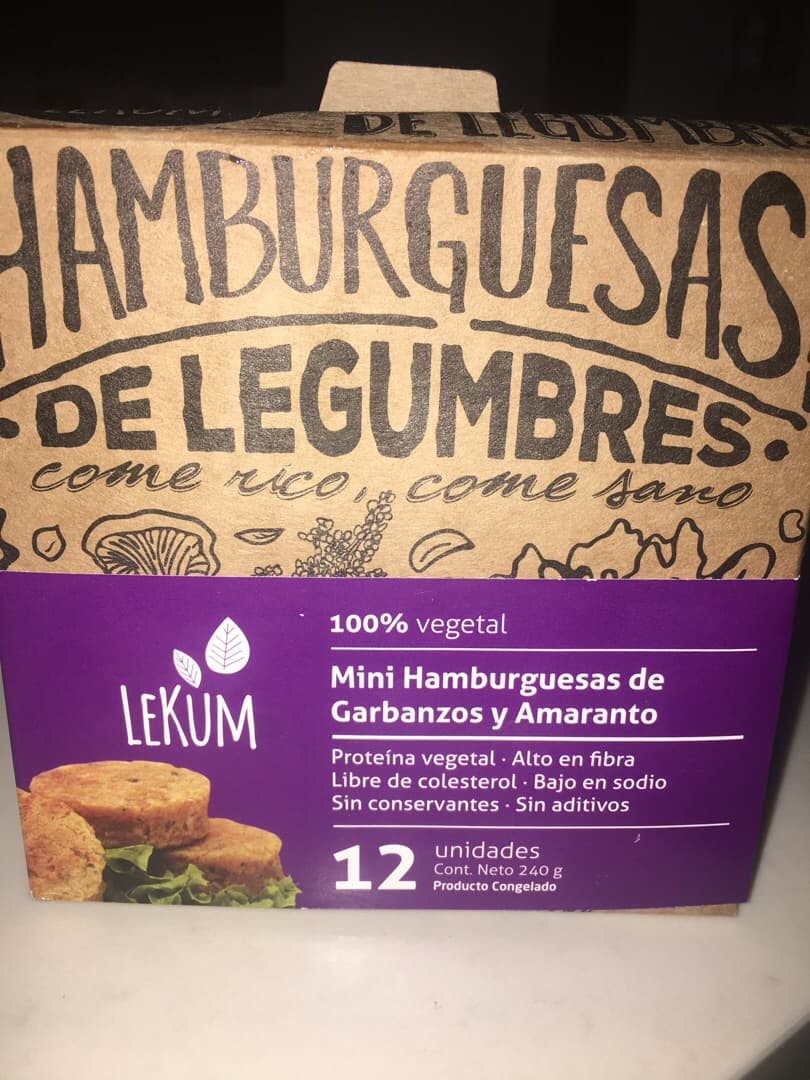 DE LEGUMBRES
HAMBURGUESAS
DE LEGUMBRES
come rico, come sano
LEKUM
100% vegetal
Mini Hamburguesas de
Garbanzos y Amaranto
Proteína vegetal · Alto en fibra
Libre de colesterol · Bajo en sodio
Sin conservantes · Sin aditivos
12 unidades
Cont. Neto 240 g
Producto Congelado